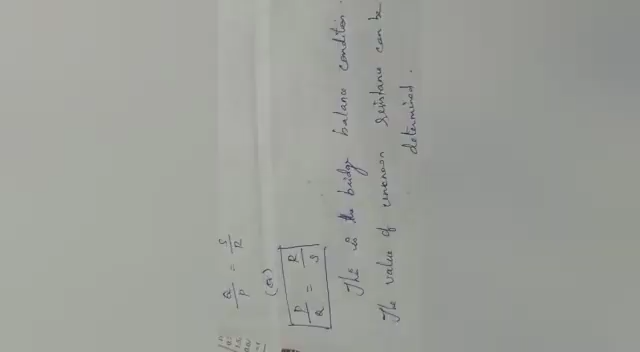 Q/P = S/R
(or)
P/Q = R/S
This is the bridge balance condition.
The value of unknown resistance can be
determined.